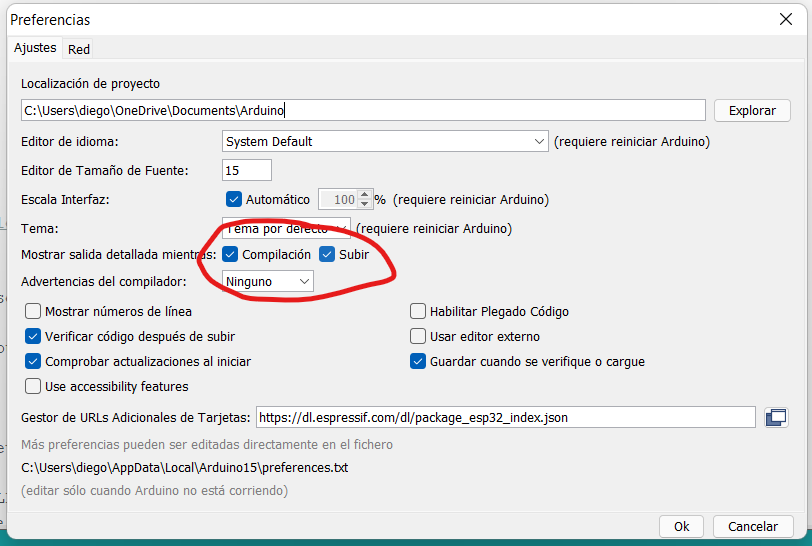 Preferencias
Ajustes Red
Localización de proyecto
C:\Users\diego\OneDrive\Documents\Arduino Explorar
Editor de idioma: System Default (requiere reiniciar Arduino)
Editor de Tamaño de Fuente: 15
Escala Interfaz: Automático 100 % (requiere reiniciar Arduino)
Tema: Tema por defecto (requiere reiniciar Arduino)
Mostrar salida detallada mientras: Compilación Subir
Advertencias del compilador: Ninguno
Mostrar números de línea Habilitar Plegado Código
Verificar código después de subir Usar editor externo
Comprobar actualizaciones al iniciar Guardar cuando se verifique o cargue
Use accessibility features
Gestor de URLs Adicionales de Tarjetas: https://dl.espressif.com/dl/package_esp32_index.json
Más preferencias pueden ser editadas directamente en el fichero
C:\Users\diego\AppData\Local\Arduino15\preferences.txt
(editar sólo cuando Arduino no está corriendo)
Ok Cancelar